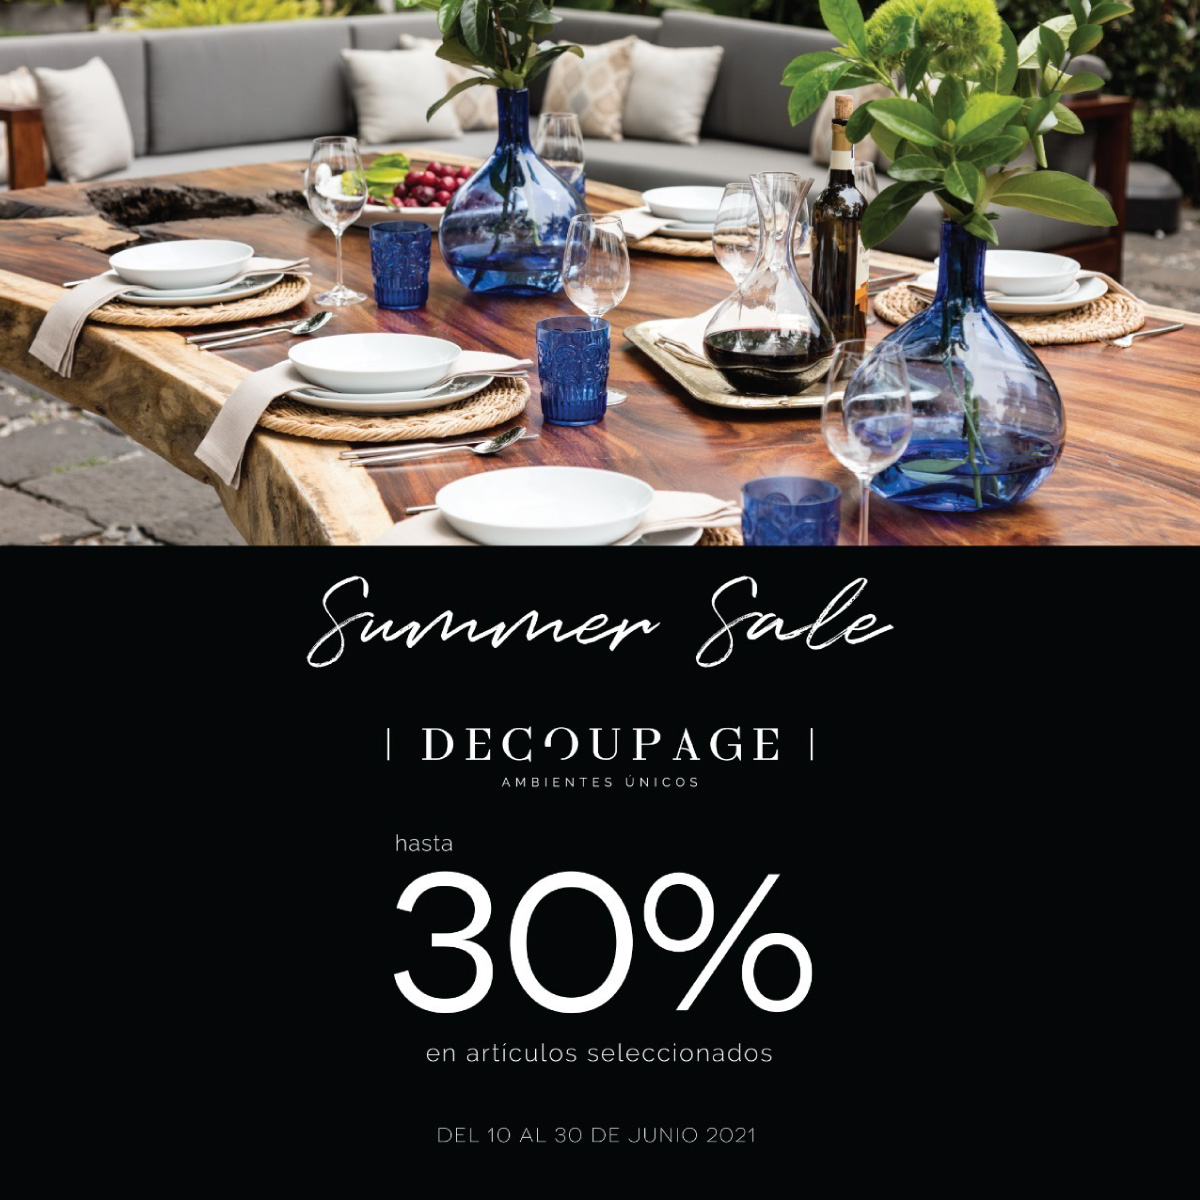 Summer Sale
| DECOUPAGE |
AMBIENTES ÚNICOS
hasta
30%
en artículos seleccionados
DEL 10 AL 30 DE JUNIO 2021